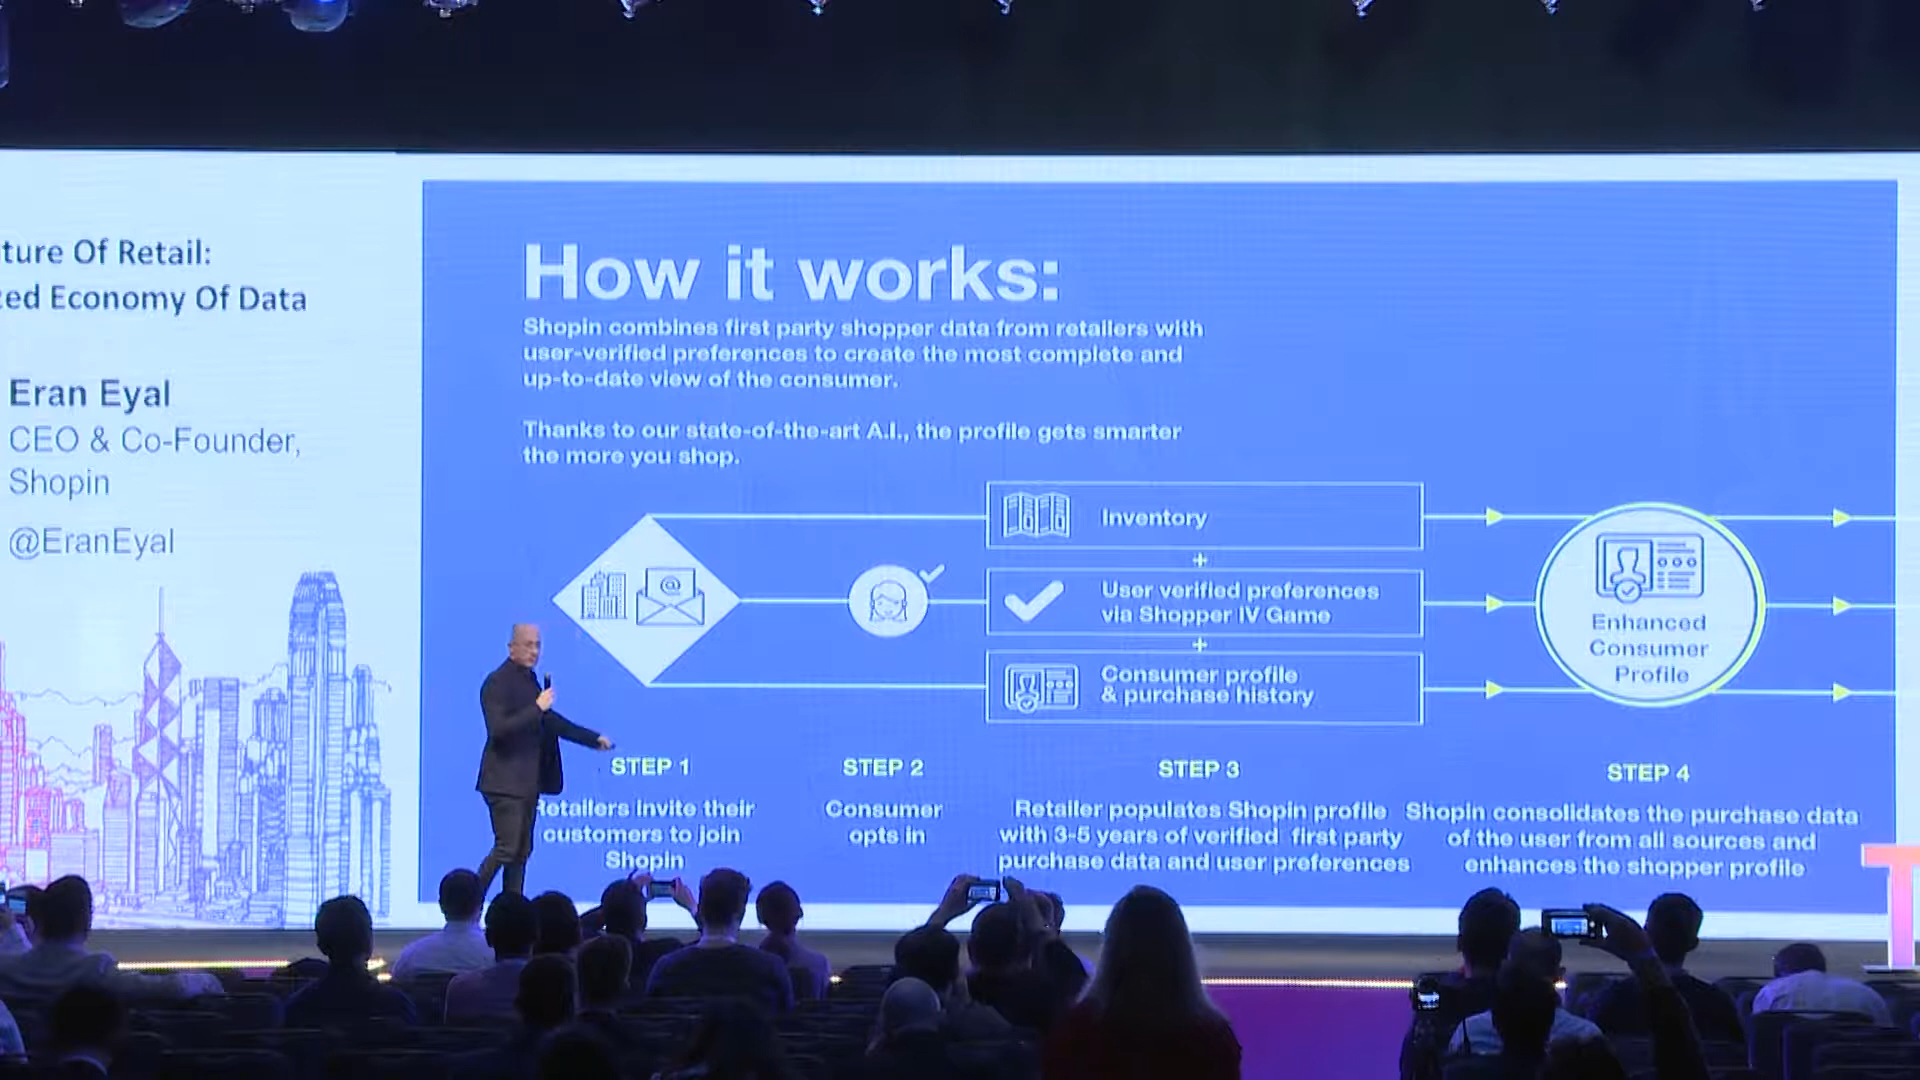 ture Of Retail:
ed Economy Of Data
Eran Eyal
CEO & Co-Founder,
Shopin
@EranEyal
How it works:
Shopin combines first party shopper data from retailers with
user-verified preferences to create the most complete and
up-to-date view of the consumer.
Thanks to our state-of-the-art A.I., the profile gets smarter
the more you shop.
@
Inventory
+
User verified preferences
via Shopper IV Game
+
Consumer profile
& purchase history
Enhanced
Consumer
Profile
STEP 1
Retailers invite their
customers to join
Shopin
STEP 2
Consumer
opts in
STEP 3
Retailer populates Shopin profile
with 3-5 years of verified first party
purchase data and user preferences
STEP 4
Shopin consolidates the purchase data
of the user from all sources and
enhances the shopper profile
T